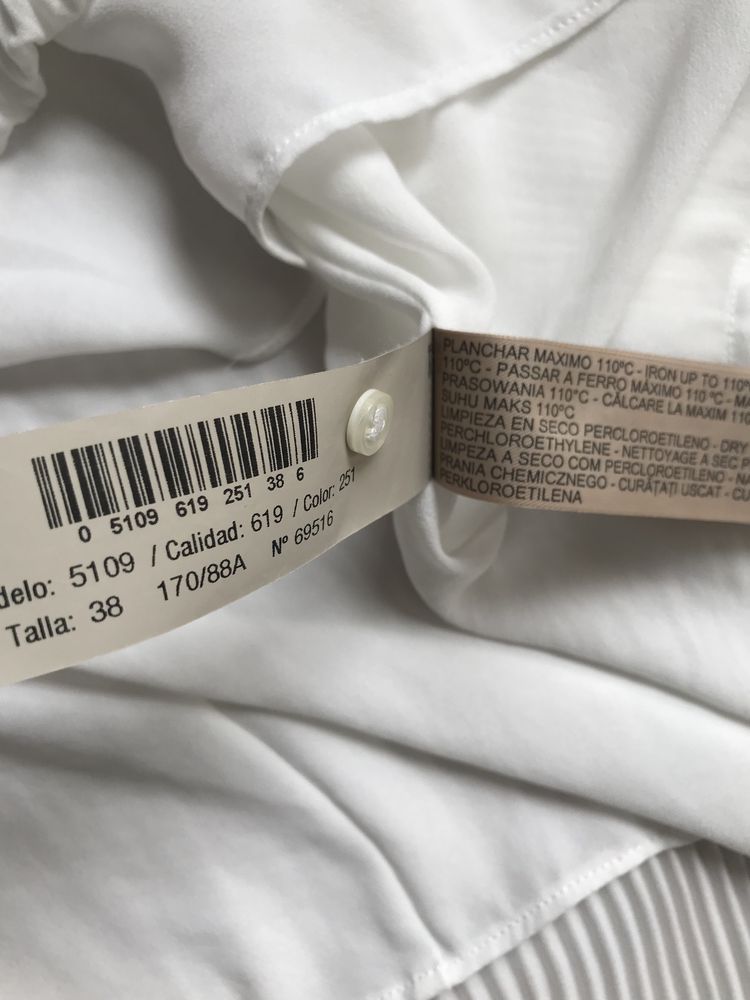 0 5109 619 251 38 6
delo: 5109 / Calidad: 619 / Color: 251
Talla: 38 170/88A Nº 69516
PLANCHAR MAXIMO 110ºC - IRON UP TO 110º
110ºC - PASSAR A FERRO MÁXIMO 110 ºC - MA
PRASOWANIA 110°C - CĂLCARE LA MAXIM 110
SUHU MAKS 110°C
LIMPIEZA EN SECO PERCLOROETILENO - DRY
PERCHLOROETHYLENE - NETTOYAGE A SEC P
LIMPEZA A SECO COM PERCLOROETILENO - NA
PRANIA CHEMICZNEGO - CURĂȚAȚI USCAT - CU
PERKLOROETILENA